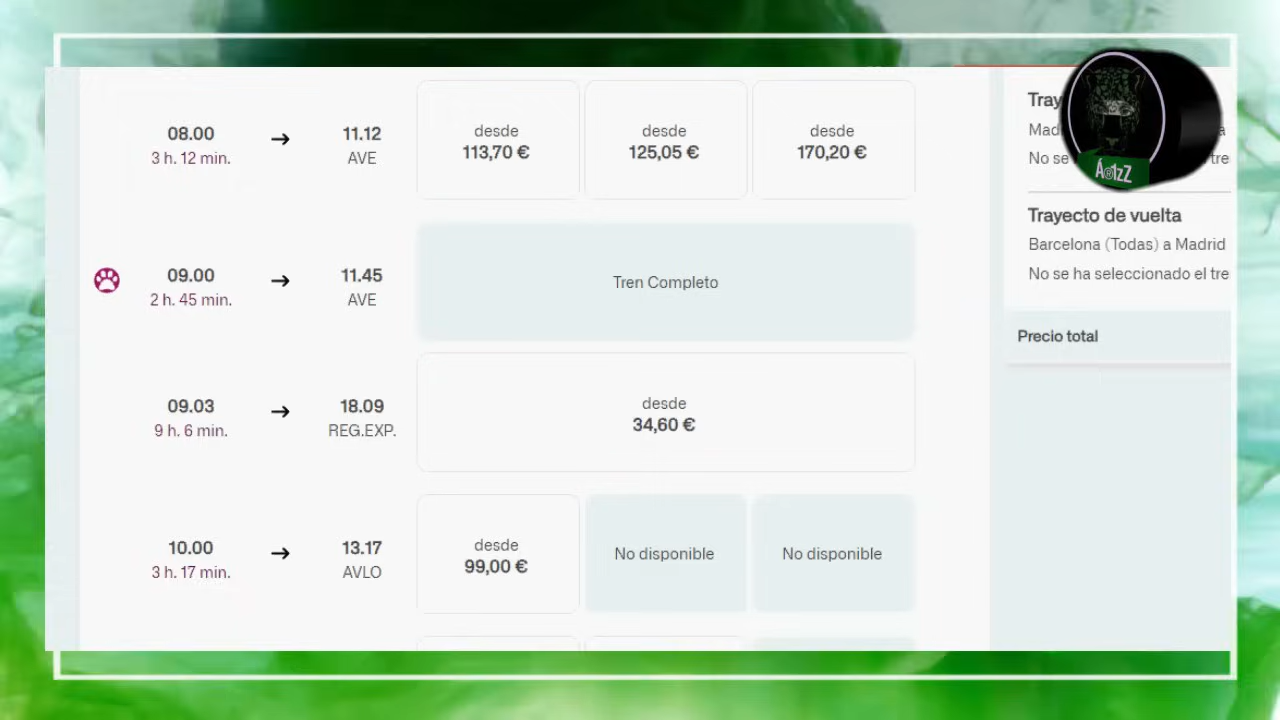 08.00
3 h. 12 min.
11.12
AVE
desde
113,70 €
desde
125,05 €
desde
170,20 €
09.00
2 h. 45 min.
11.45
AVE
Tren Completo
09.03
9 h. 6 min.
18.09
REG.EXP.
desde
34,60 €
10.00
3 h. 17 min.
13.17
AVLO
desde
99,00 €
No disponible
No disponible
No se
Trayecto de vuelta
Barcelona (Todas) a Madrid
No se ha seleccionado el tre
Precio total